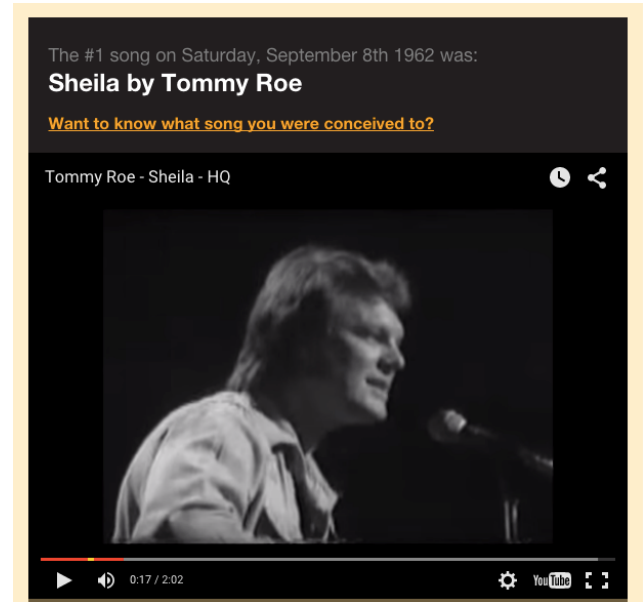 The #1 song on Saturday, September 8th 1962 was:
Sheila by Tommy Roe
Want to know what song you were conceived to?
Tommy Roe - Sheila - HQ
0:17 / 2:02
YouTube